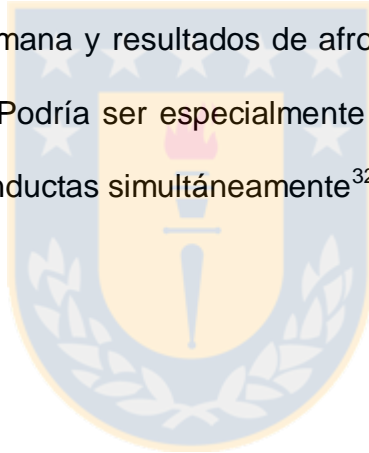 mana y resultados de afro
Podría ser especialmente
nductas simultáneamente32